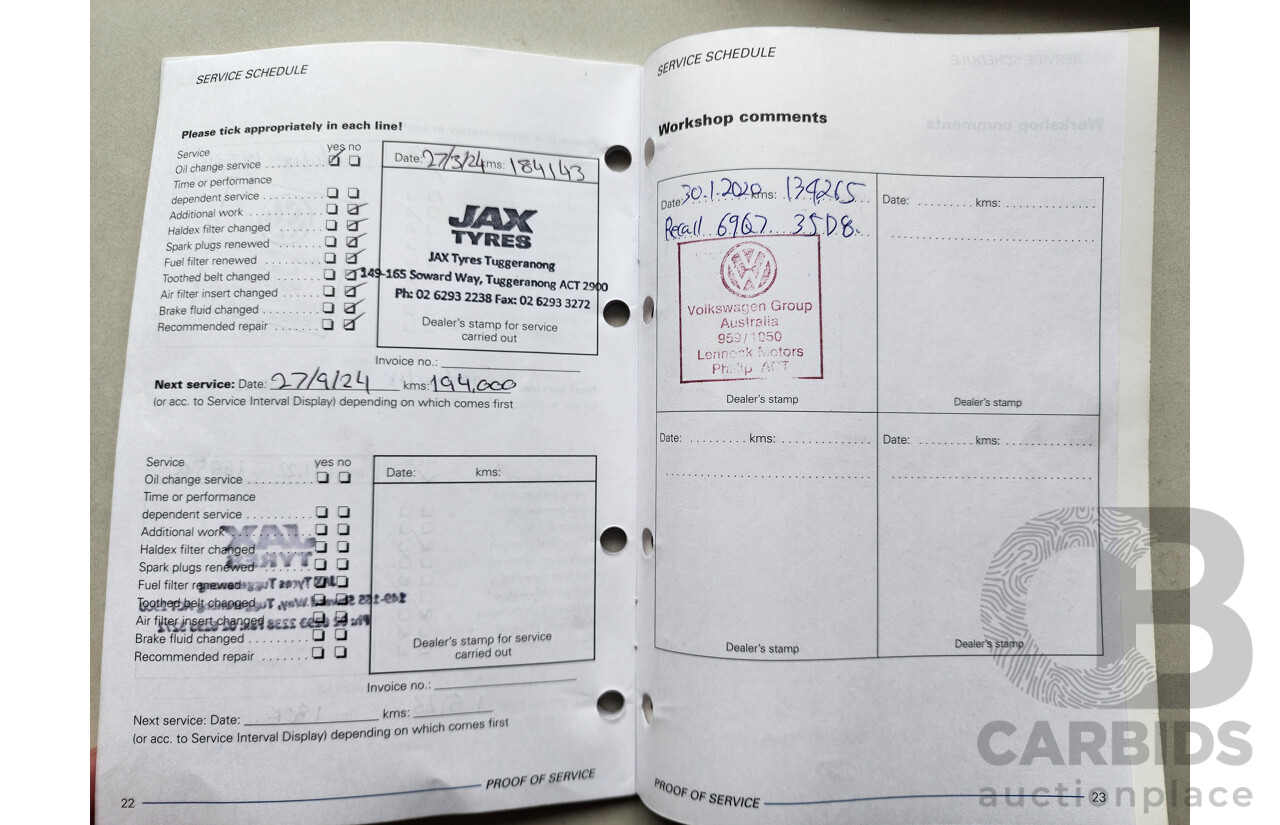 SERVICE SCHEDULE
Please tick appropriately in each line!
Service yes no
Oil change service
Time or performance
dependent service
Additional work
Haldex filter changed
Spark plugs renewed
Fuel filter renewed
Toothed belt changed
Air filter insert changed
Brake fluid changed
Recommended repair
Date: 27/3/24 kms: 184143
JAX
TYRES
JAX Tyres Tuggeranong
149-165 Soward Way, Tuggeranong ACT 2900
Ph: 02 6293 2238 Fax: 02 6293 3272
Dealer's stamp for service
carried out
Invoice no.:
Next service: Date: 27/9/24 kms: 194,000
(or acc. to Service Interval Display) depending on which comes first
Service yes no
Oil change service
Time or performance
dependent service
Additional work
Haldex filter changed
Spark plugs renewed
Fuel filter renewed
Toothed belt changed
Air filter insert changed
Brake fluid changed
Recommended repair
Date: kms:
Dealer's stamp for service
carried out
Invoice no.:
Next service: Date: kms:
(or acc. to Service Interval Display) depending on which comes first
PROOF OF SERVICE
22
SERVICE SCHEDULE
Workshop comments
Date: 30.1.2020 kms: 134265
Recall 69Q7 35D8.
Volkswagen Group
Australia
959/1050
Lennock Motors
Phillip ACT
Dealer's stamp
Date: kms:
Dealer's stamp
Date: kms:
Dealer's stamp
Date: kms:
Dealer's stamp
PROOF OF SERVICE
23
CB
CARBIDS
auctionplace